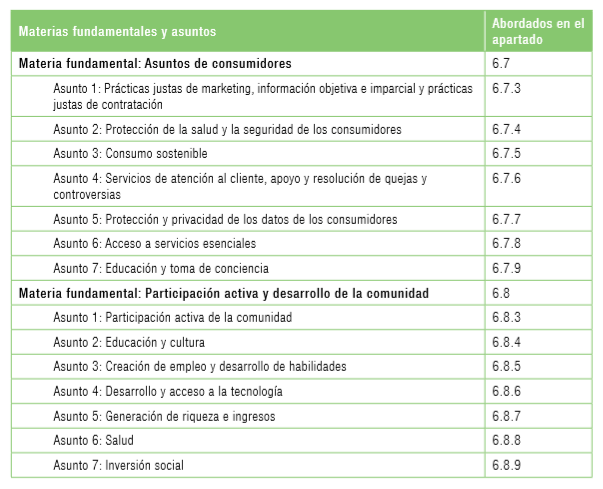 Materias fundamentales y asuntos
Abordados en el
apartado
Materia fundamental: Asuntos de consumidores
6.7
Asunto 1: Prácticas justas de marketing, información objetiva e imparcial y prácticas
justas de contratación
6.7.3
Asunto 2: Protección de la salud y la seguridad de los consumidores
6.7.4
Asunto 3: Consumo sostenible
6.7.5
Asunto 4: Servicios de atención al cliente, apoyo y resolución de quejas y
controversias
6.7.6
Asunto 5: Protección y privacidad de los datos de los consumidores
6.7.7
Asunto 6: Acceso a servicios esenciales
6.7.8
Asunto 7: Educación y toma de conciencia
6.7.9
Materia fundamental: Participación activa y desarrollo de la comunidad
6.8
Asunto 1: Participación activa de la comunidad
6.8.3
Asunto 2: Educación y cultura
6.8.4
Asunto 3: Creación de empleo y desarrollo de habilidades
6.8.5
Asunto 4: Desarrollo y acceso a la tecnología
6.8.6
Asunto 5: Generación de riqueza e ingresos
6.8.7
Asunto 6: Salud
6.8.8
Asunto 7: Inversión social
6.8.9